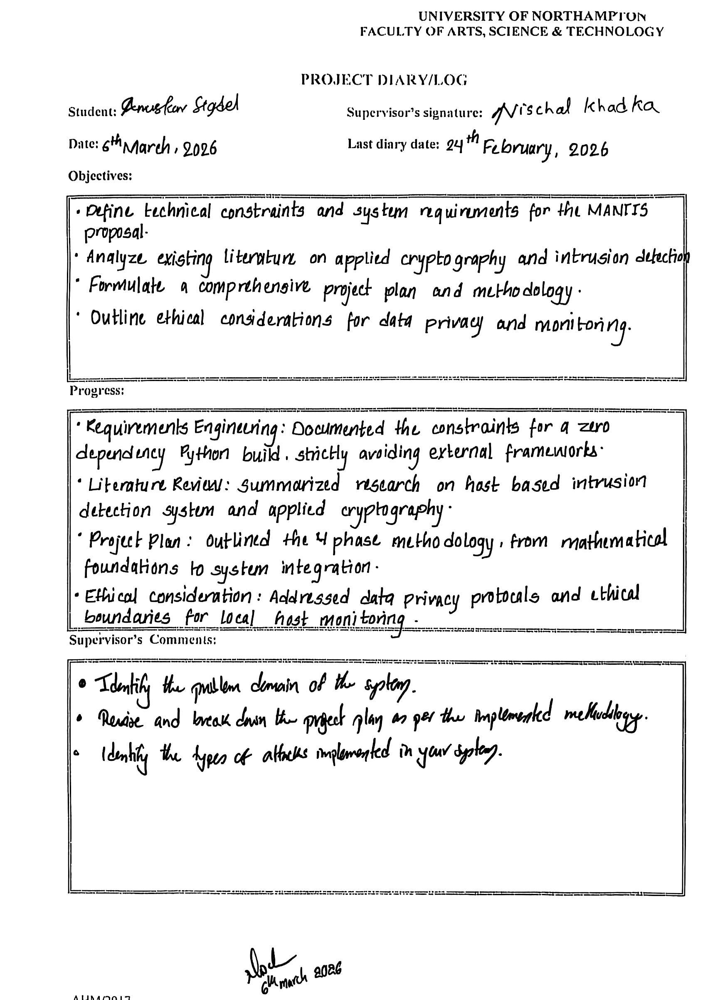 UNIVERSITY OF NORTHAMPTON
FACULTY OF ARTS, SCIENCE & TECHNOLOGY
PROJECT DIARY/LOG
Student: Anuskar Sigdel
Supervisor's signature: Nischal Khadka
Date: 6th March, 2026
Last diary date: 24th February, 2026
Objectives:
• Define technical constraints and system requirements for the MANTIS
proposal.
• Analyze existing literature on applied cryptography and intrusion detection
• Formulate a comprehensive project plan and methodology.
• Outline ethical considerations for data privacy and monitoring.
Progress:
• Requirements Engineering: Documented the constraints for a zero
dependency Python build, strictly avoiding external frameworks.
• Literature Review: Summarized research on host based intrusion
detection system and applied cryptography.
• Project Plan: Outlined the 4 phase methodology, from mathematical
foundations to system integration.
• Ethical consideration: Addressed data privacy protocals and ethical
boundaries for local host monitoring.
Supervisor's Comments:
• Identify the problem domain of the system.
• Revise and break down the project plan as per the implemented methodology.
• Identify the types of attacks implemented in your system.
6th march 2026